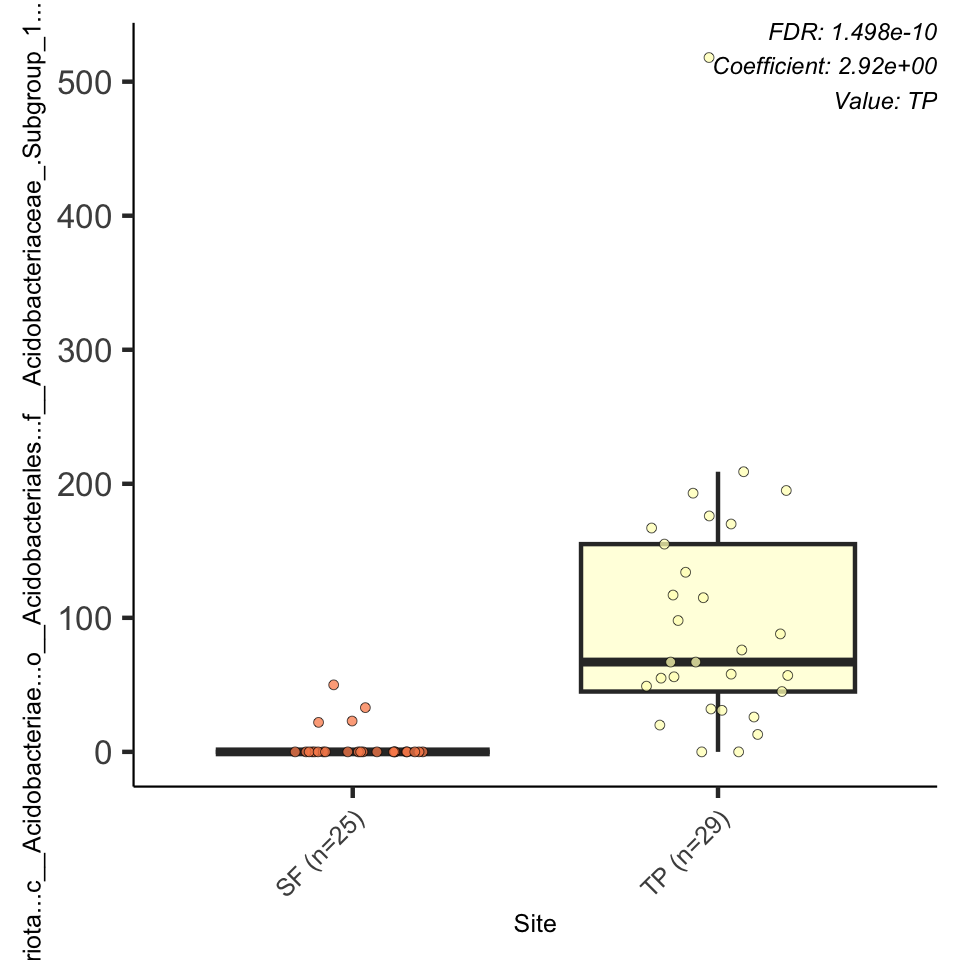 riota...c__Acidobacteriae...o__Acidobacteriales...f__Acidobacteriaceae_.Subgroup_1...
500
400
300
200
100
0
FDR: 1.498e-10
Coefficient: 2.92e+00
Value: TP
SF (n=25)
TP (n=29)
Site